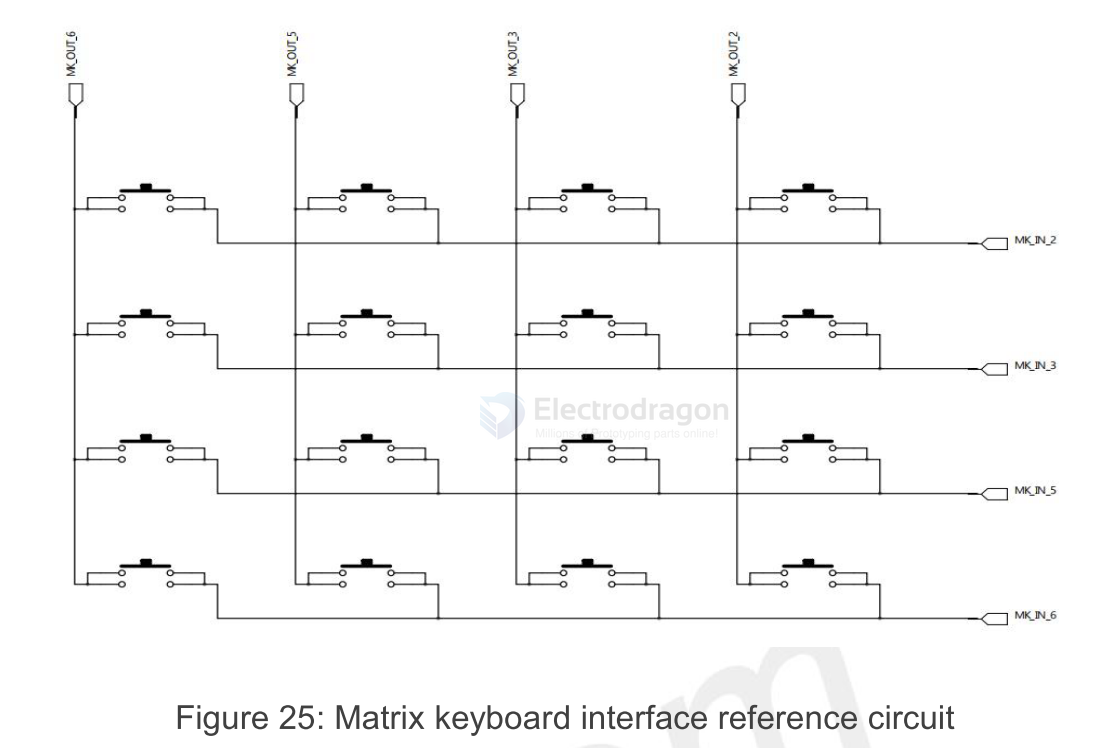 MK_OUT_6
MK_OUT_5
MK_OUT_3
MK_OUT_2
MK_IN_2
MK_IN_3
Electrodragon
Millions of Prototyping parts online!
MK_IN_5
MK_IN_6
Figure 25: Matrix keyboard interface reference circuit